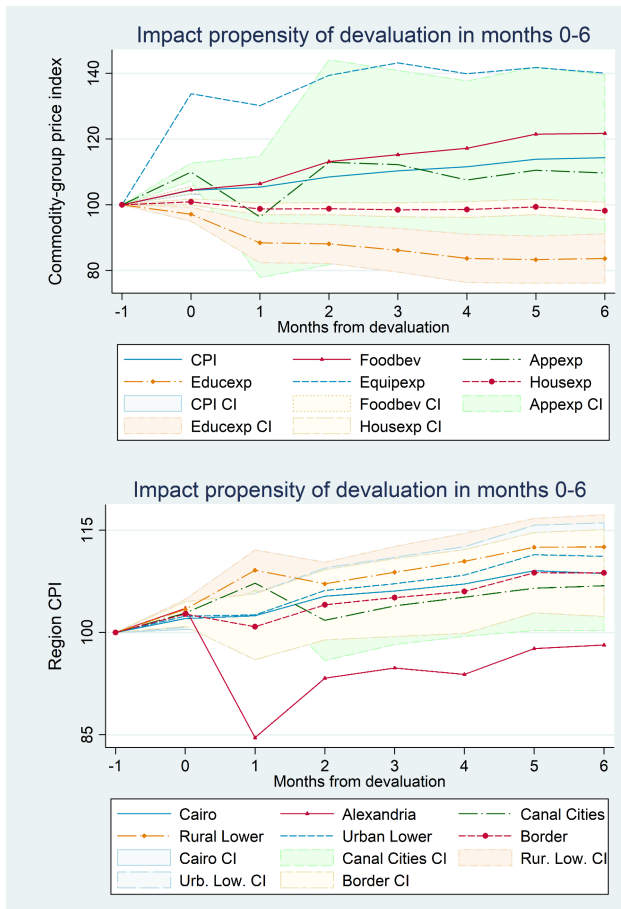 Impact propensity of devaluation in months 0-6
Commodity-group price index
140
120
100
80
-1 0 1 2 3 4 5 6
Months from devaluation
CPI Foodbev Appexp
Educexp Equipexp Housexp
CPI CI Foodbev CI Appexp CI
Educexp CI Housexp CI
Impact propensity of devaluation in months 0-6
Region CPI
115
100
85
-1 0 1 2 3 4 5 6
Months from devaluation
Cairo Alexandria Canal Cities
Rural Lower Urban Lower Border
Cairo CI Canal Cities CI Rur. Low. CI
Urb. Low. CI Border CI